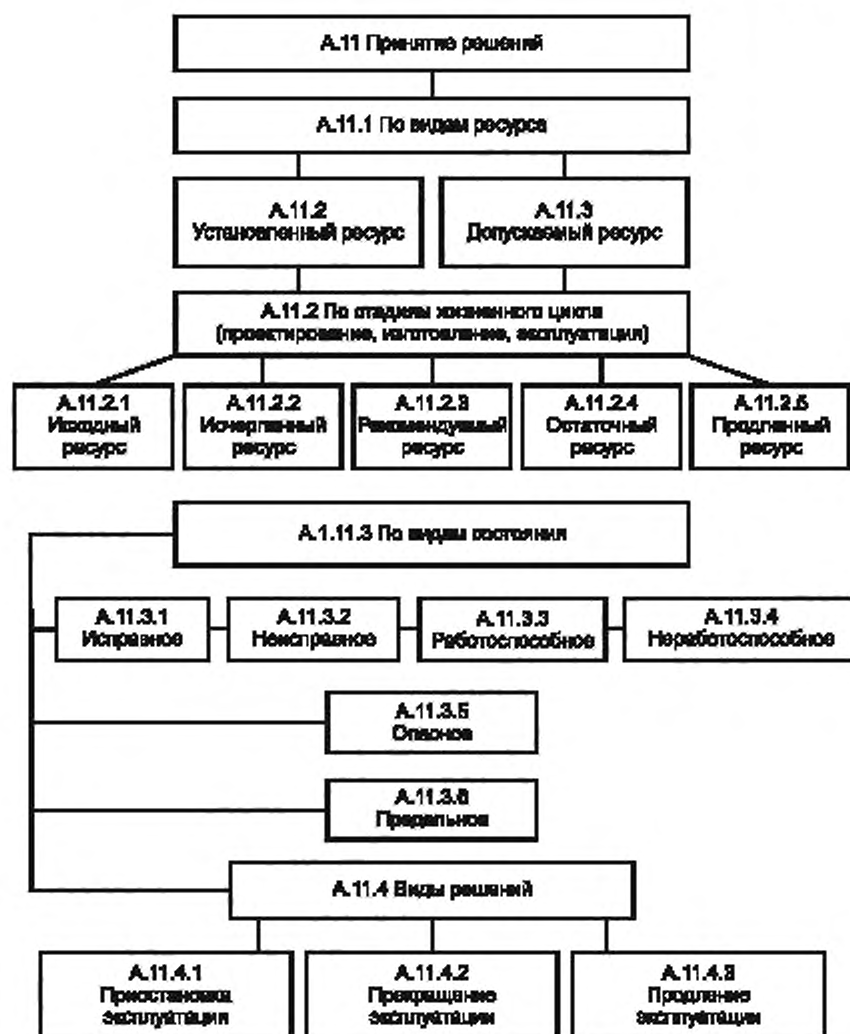 А.11 Принятие решений
А.11.1 По видам ресурса
А.11.2
Установленный ресурс
А.11.3
Допускаемый ресурс
А.11.2 По стадиям жизненного цикла
(проектирование, изготовление, эксплуатация)
А.11.2.1
Исходный
ресурс
А.11.2.2
Исчерпанный
ресурс
А.11.2.3
Рекомендуемый
ресурс
А.11.2.4
Остаточный
ресурс
А.11.2.5
Продленный
ресурс
А.1.11.3 По видам состояния
А.11.3.1
Исправное
А.11.3.2
Неисправное
А.11.3.3
Работоспособное
А.11.3.4
Неработоспособное
А.11.3.5
Опасное
А.11.3.6
Предельное
А.11.4 Виды решений
А.11.4.1
Приостановка
эксплуатации
А.11.4.2
Прекращение
эксплуатации
А.11.4.3
Продление
эксплуатации